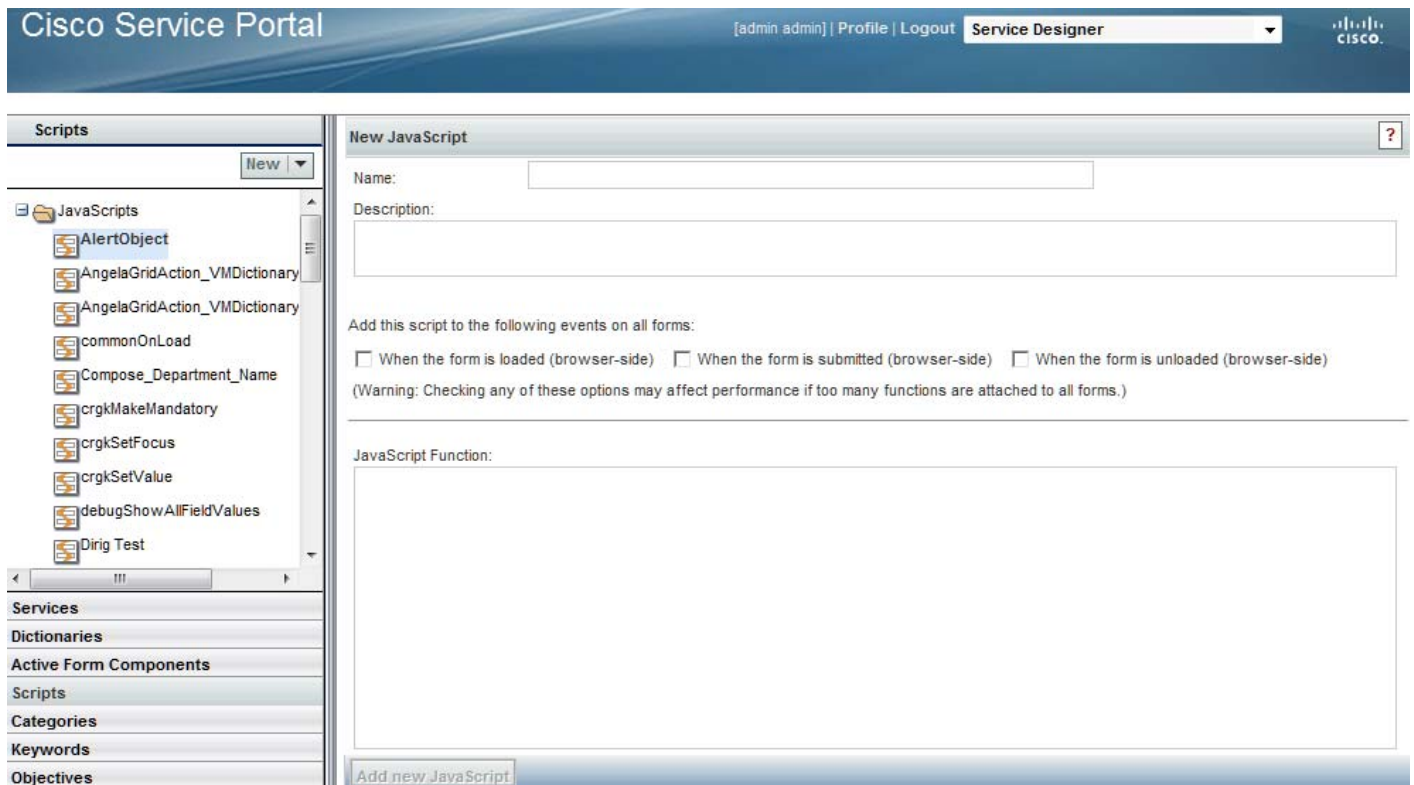 Cisco Service Portal
[admin admin] | Profile | Logout Service Designer
CISCO.
Scripts
New
JavaScripts
AlertObject
AngelaGridAction_VMDictionary
AngelaGridAction_VMDictionary
commonOnLoad
Compose_Department_Name
crgkMakeMandatory
crgkSetFocus
crgkSetValue
debugShowAllFieldValues
Dirig Test
Services
Dictionaries
Active Form Components
Scripts
Categories
Keywords
Objectives
New JavaScript
?
Name:
Description:
Add this script to the following events on all forms:
When the form is loaded (browser-side) When the form is submitted (browser-side) When the form is unloaded (browser-side)
(Warning: Checking any of these options may affect performance if too many functions are attached to all forms.)
JavaScript Function:
Add new JavaScript